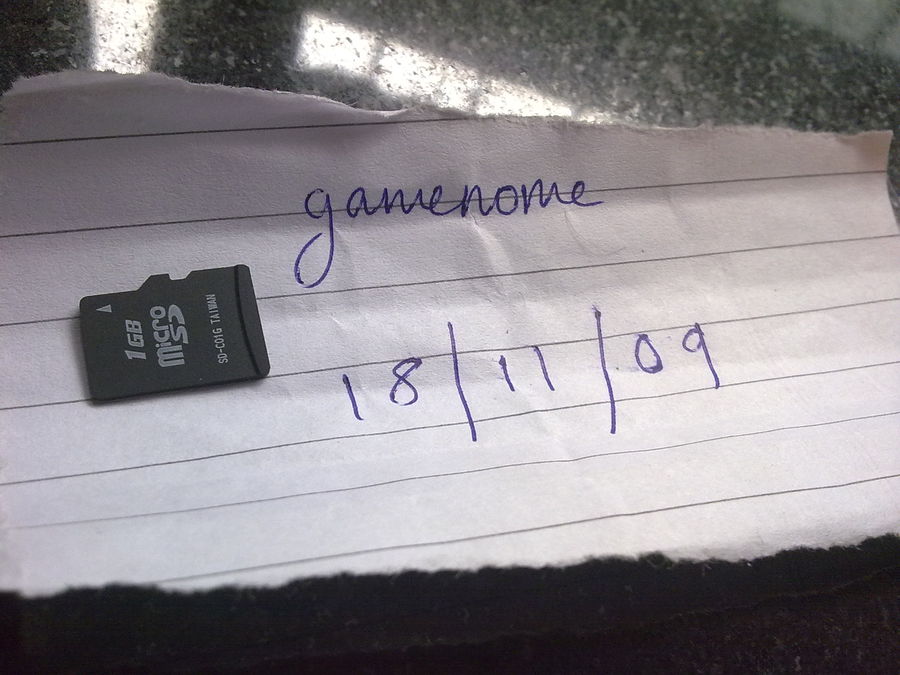 gamenome
1GB
Micro
SD
SD-C01G TAIWAN
18/11/09